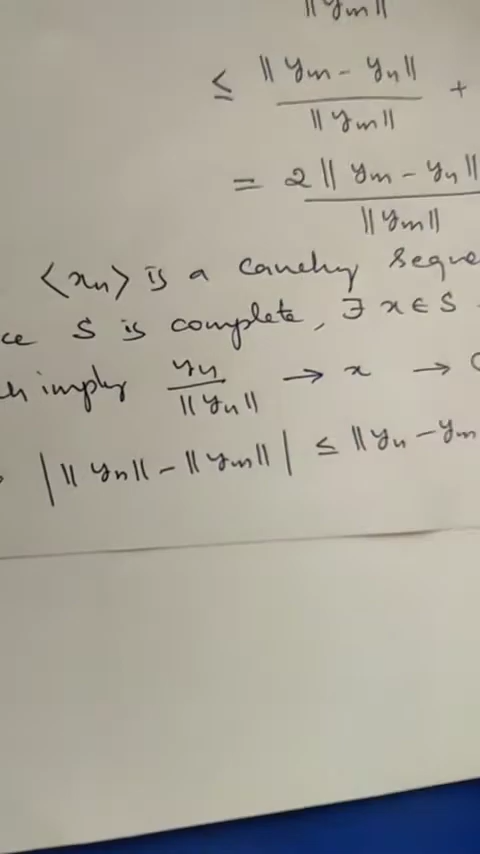 ||ym||
≤ ||ym - yn|| / ||ym|| +
= 2 ||ym - yn|| / ||ym||
<xn> is a cauchy seque
ce S is complete, ∃ x ∈ S
h imply yn / ||yn|| → x →
| ||yn|| - ||ym|| | ≤ ||yn - ym